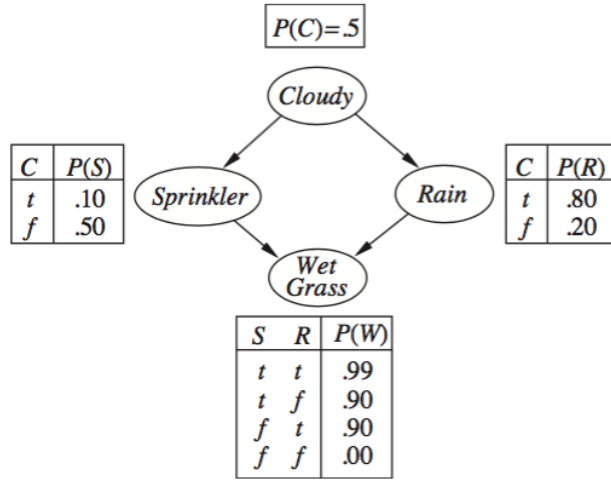 P(C)=.5
Cloudy
C P(S)
t .10
f .50
Sprinkler
Rain
C P(R)
t .80
f .20
Wet
Grass
S R P(W)
t t .99
t f .90
f t .90
f f .00